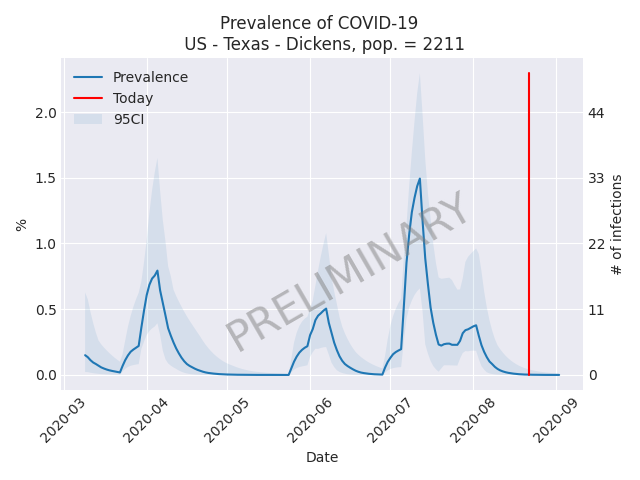 Prevalence of COVID-19
US - Texas - Dickens, pop. = 2211
Prevalence
Today
95CI
2.0
1.5
1.0
0.5
0.0
%
44
33
22
11
0
# of infections
PRELIMINARY
2020-03
2020-04
2020-05
2020-06
2020-07
2020-08
2020-09
Date